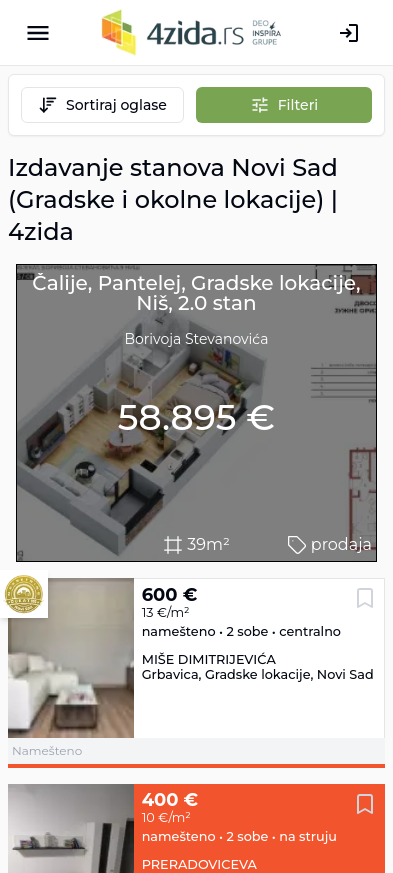 4zida.rs DEO INSPIRA GRUPE
Sortiraj oglase
Filteri
Izdavanje stanova Novi Sad
(Gradske i okolne lokacije) |
4zida
Čalije, Pantelej, Gradske lokacije,
Niš, 2.0 stan
Borivoja Stevanovića
58.895 €
39m²
prodaja
600 €
13 €/m²
namešteno • 2 sobe • centralno
MIŠE DIMITRIJEVIĆA
Grbavica, Gradske lokacije, Novi Sad
Namešteno
400 €
10 €/m²
namešteno • 2 sobe • na struju
PRERADOVICEVA